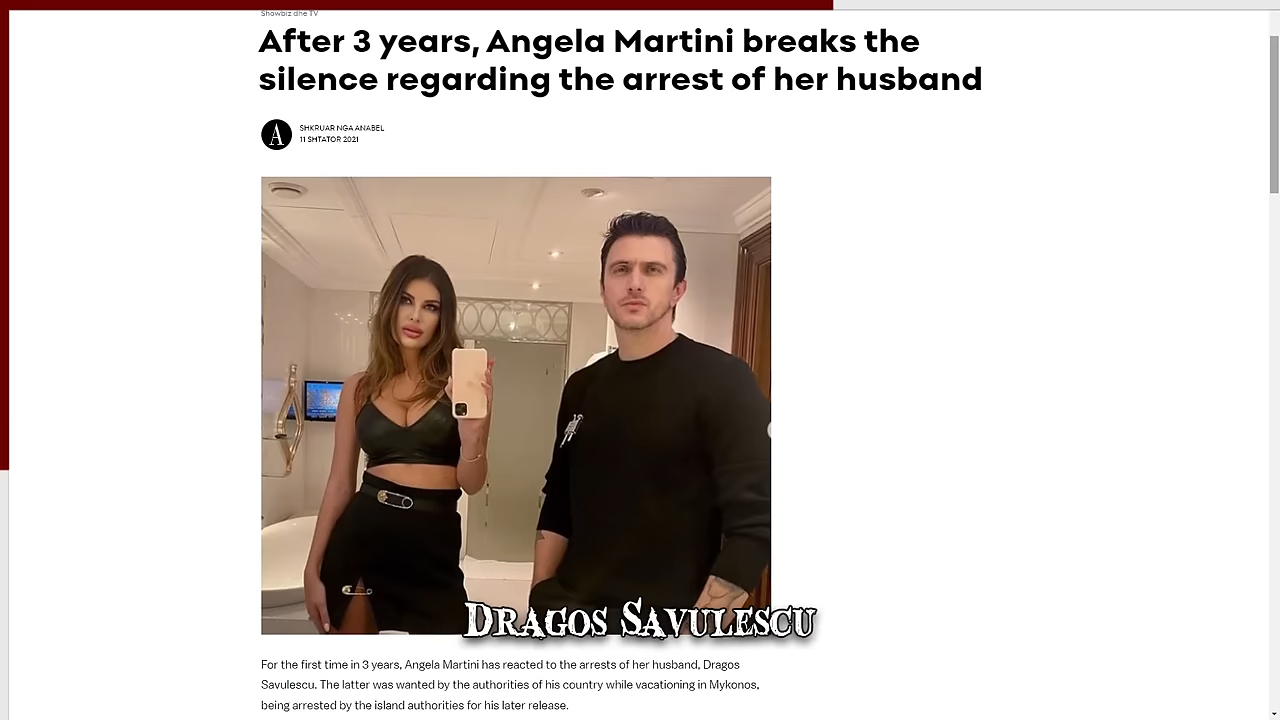 Showbiz dhe TV
After 3 years, Angela Martini breaks the
silence regarding the arrest of her husband
A
SHKRUAR NGA ANABEL
11 SHTATOR 2021
DRAGOS SAVULESCU
For the first time in 3 years, Angela Martini has reacted to the arrests of her husband, Dragos
Savulescu. The latter was wanted by the authorities of his country while vacationing in Mykonos,
being arrested by the island authorities for his later release.